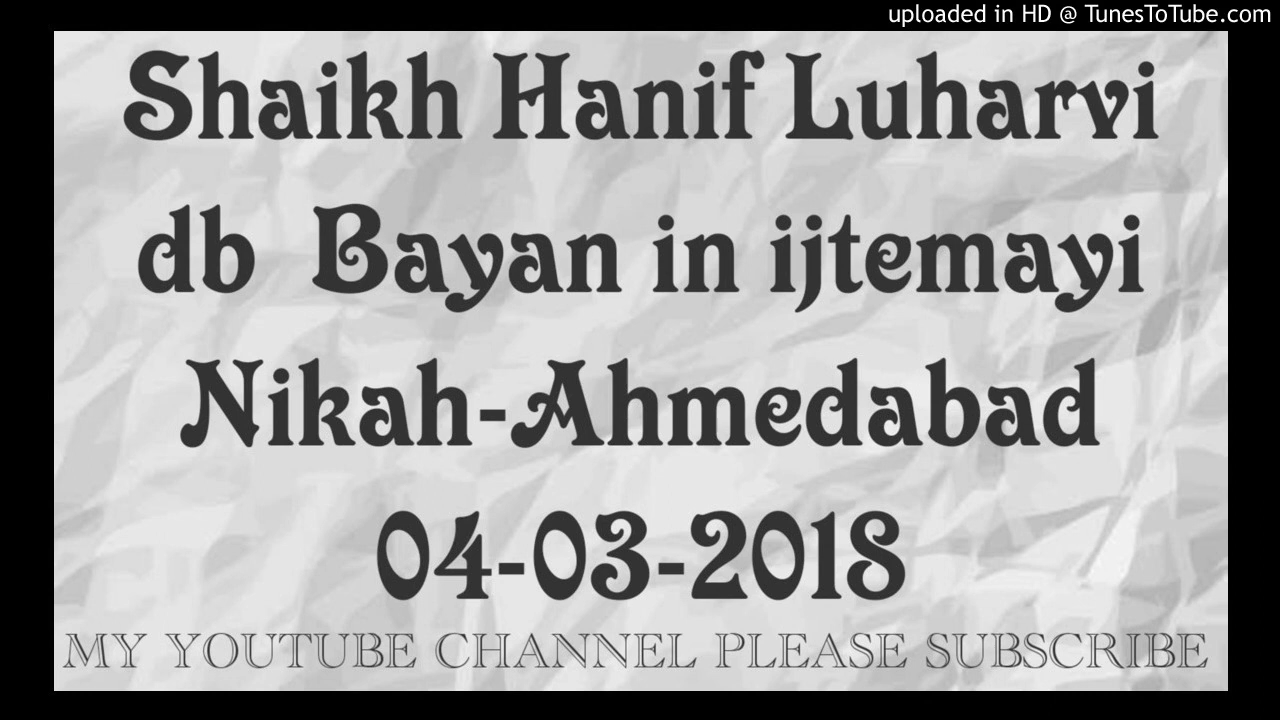 uploaded in HD @ TunesToTube.com
Shaikh Hanif Luharvi
db Bayan in ijtemayi
Nikah-Ahmedabad
04-03-2018
MY YOUTUBE CHANNEL PLEASE SUBSCRIBE